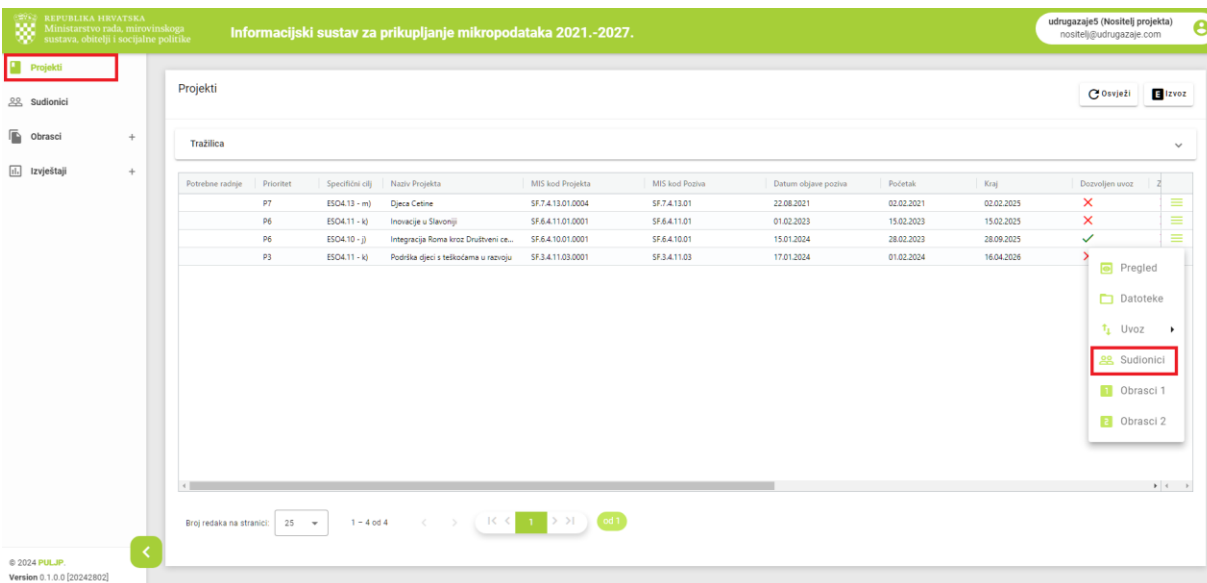 REPUBLIKA HRVATSKA
Ministarstvo rada, mirovinskoga
sustava, obitelji i socijalne politike
Informacijski sustav za prikupljanje mikropodataka 2021.-2027.
udrugazaje5 (Nositelj projekta)
nositelj@udrugazaje.com
Projekti
Sudionici
Obrasci +
Izvještaji +
Projekti
Osvježi
E Izvoz
Tražilica
Potrebne radnje Prioritet Specifični cilj Naziv Projekta MIS kod Projekta MIS kod Poziva Datum objave poziva Početak Kraj Dozvoljen uvoz Z
P7 ESO4.13 - m) Djeca Cetine SF.7.4.13.01.0004 SF.7.4.13.01 22.08.2021 02.02.2021 02.02.2025
P6 ESO4.11 - k) Inovacije u Slavoniji SF.6.4.11.01.0001 SF.6.4.11.01 01.02.2023 15.02.2023 15.02.2025
P6 ESO4.10 - j) Integracija Roma kroz Društveni ce... SF.6.4.10.01.0001 SF.6.4.10.01 15.01.2024 28.02.2023 28.09.2025
P3 ESO4.11 - k) Podrška djeci s teškoćama u razvoju SF.3.4.11.03.0001 SF.3.4.11.03 17.01.2024 01.02.2024 16.04.2026
Pregled
Datoteke
Uvoz
Sudionici
1 Obrasci 1
2 Obrasci 2
Broj redaka na stranici: 25 1 – 4 od 4 1 od 1
© 2024 PULJP.
Version 0.1.0.0 [20242802]